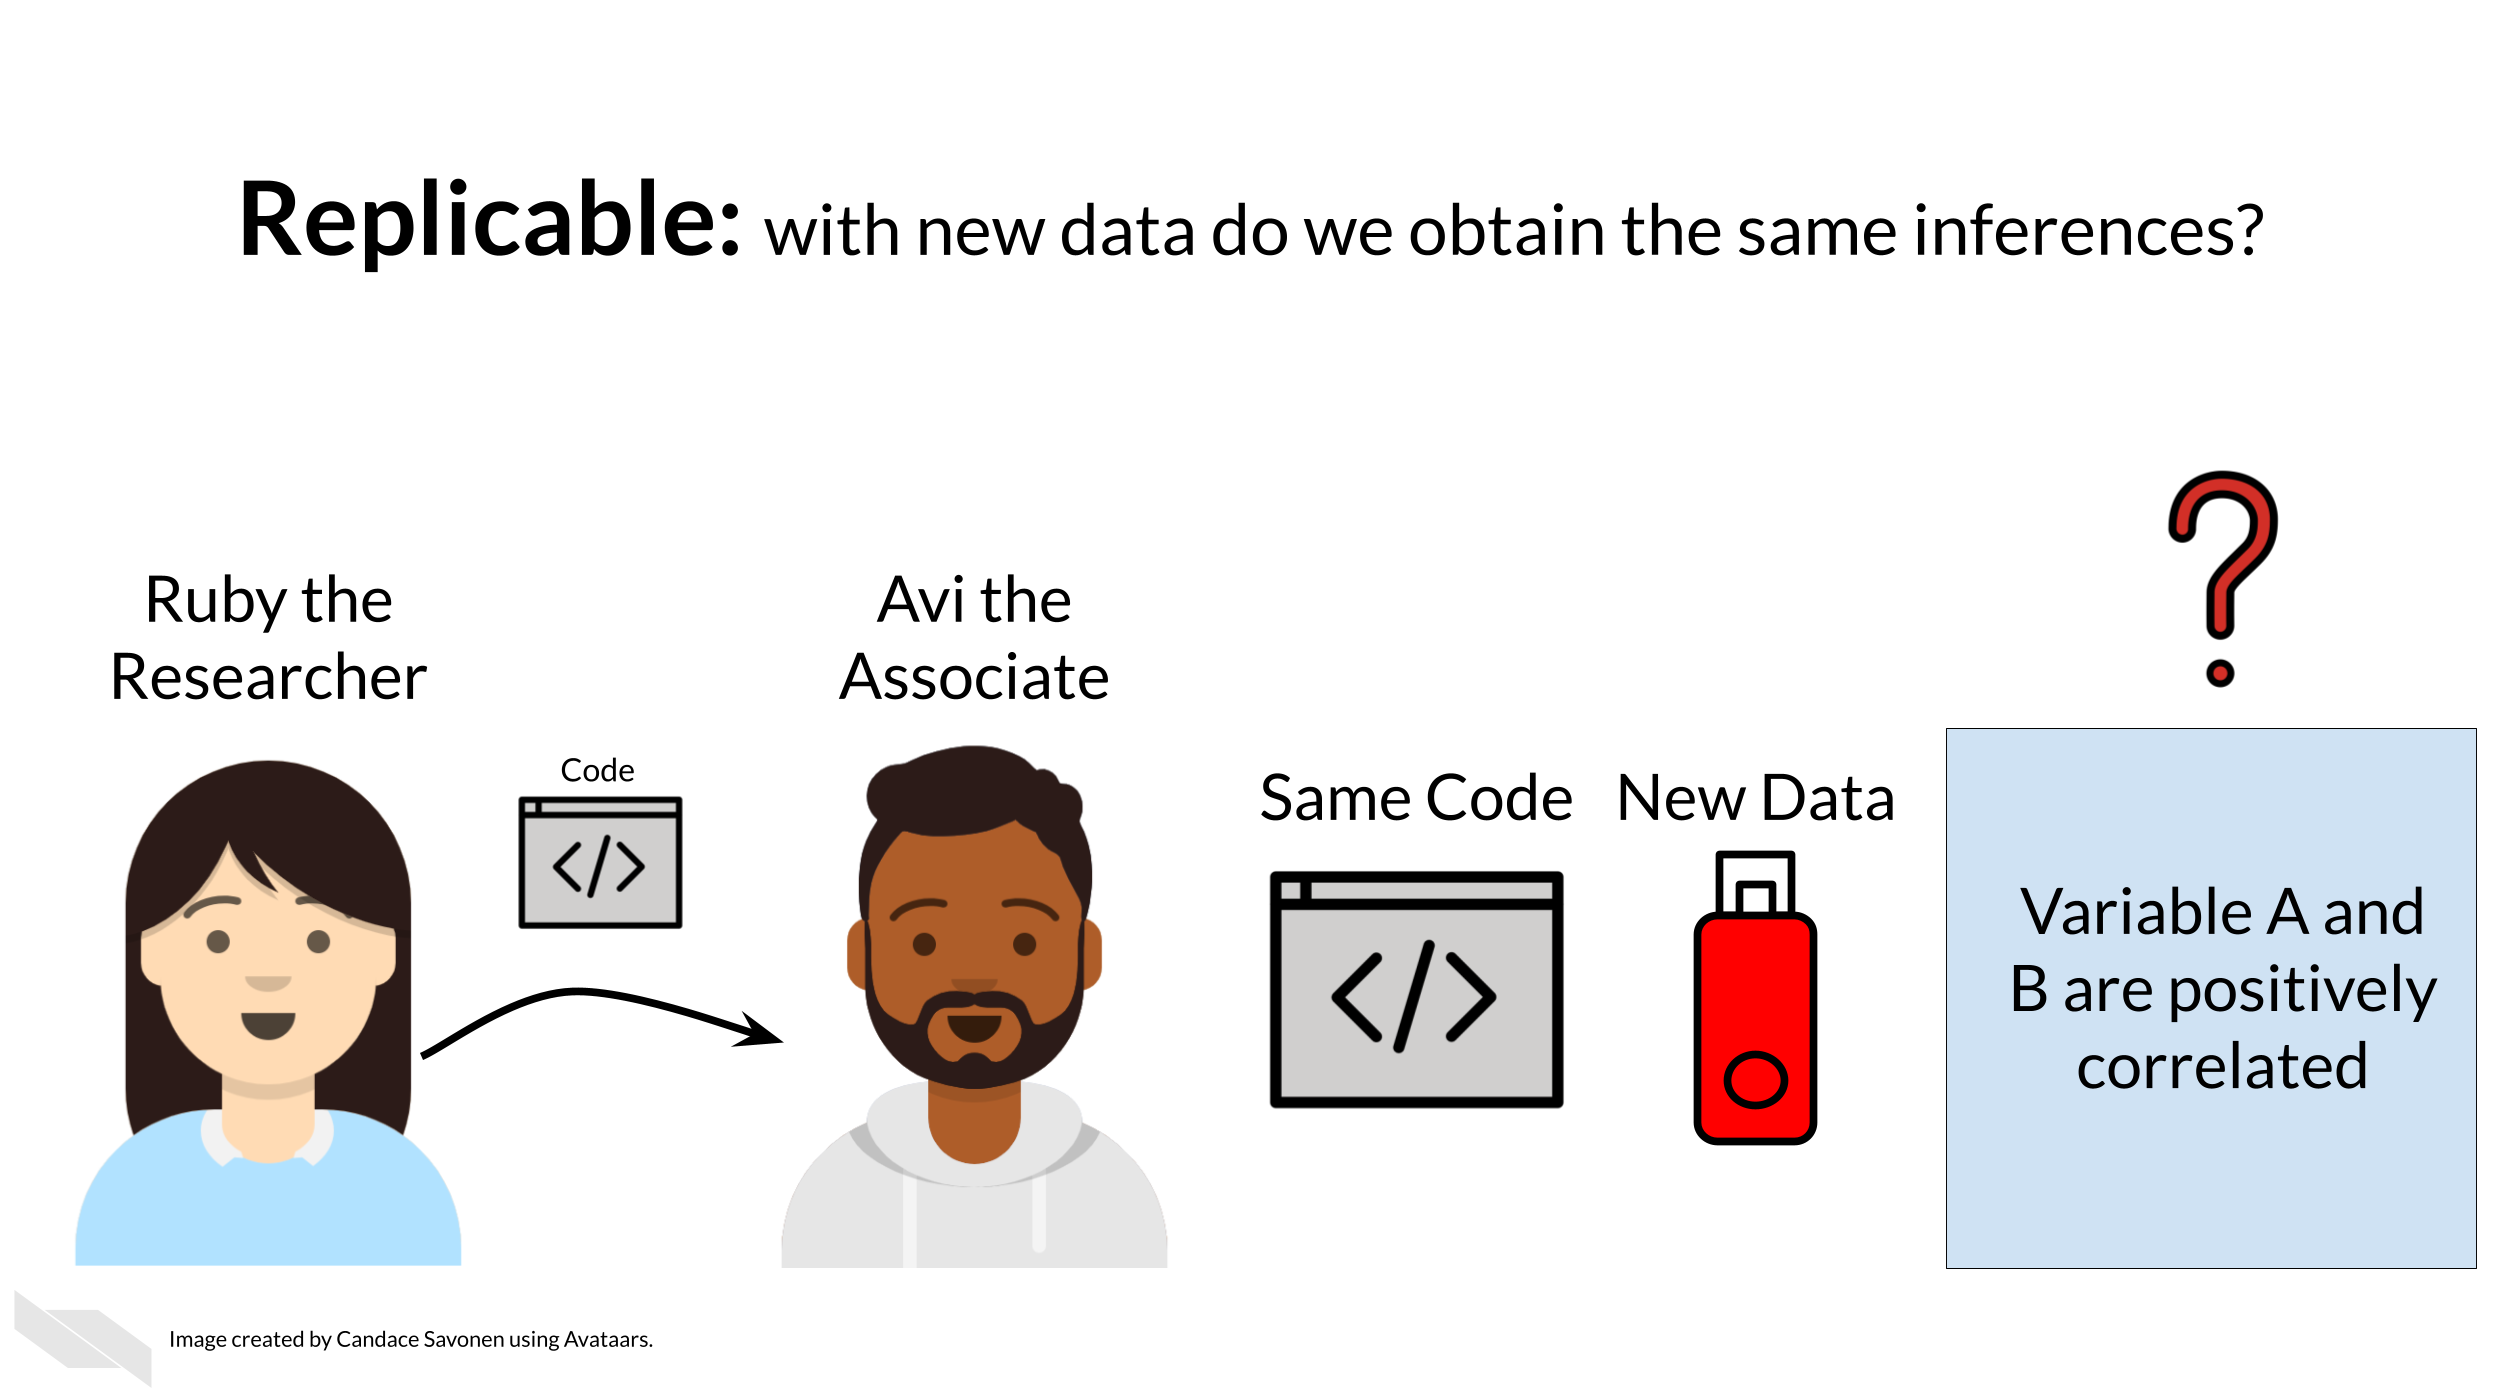 Replicable: with new data do we obtain the same inferences?
Ruby the
Researcher
Code
Avi the
Associate
Same Code
New Data
Variable A and
B are positively
correlated
Image created by Candace Savonen using Avataars.